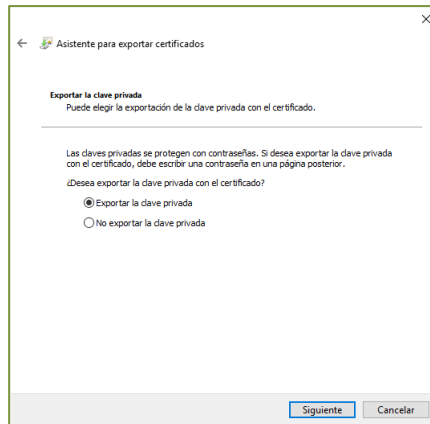 Asistente para exportar certificados
Exportar la clave privada
Puede elegir la exportación de la clave privada con el certificado.
Las claves privadas se protegen con contraseñas. Si desea exportar la clave privada
con el certificado, debe escribir una contraseña en una página posterior.
¿Desea exportar la clave privada con el certificado?
Exportar la clave privada
No exportar la clave privada
Siguiente
Cancelar